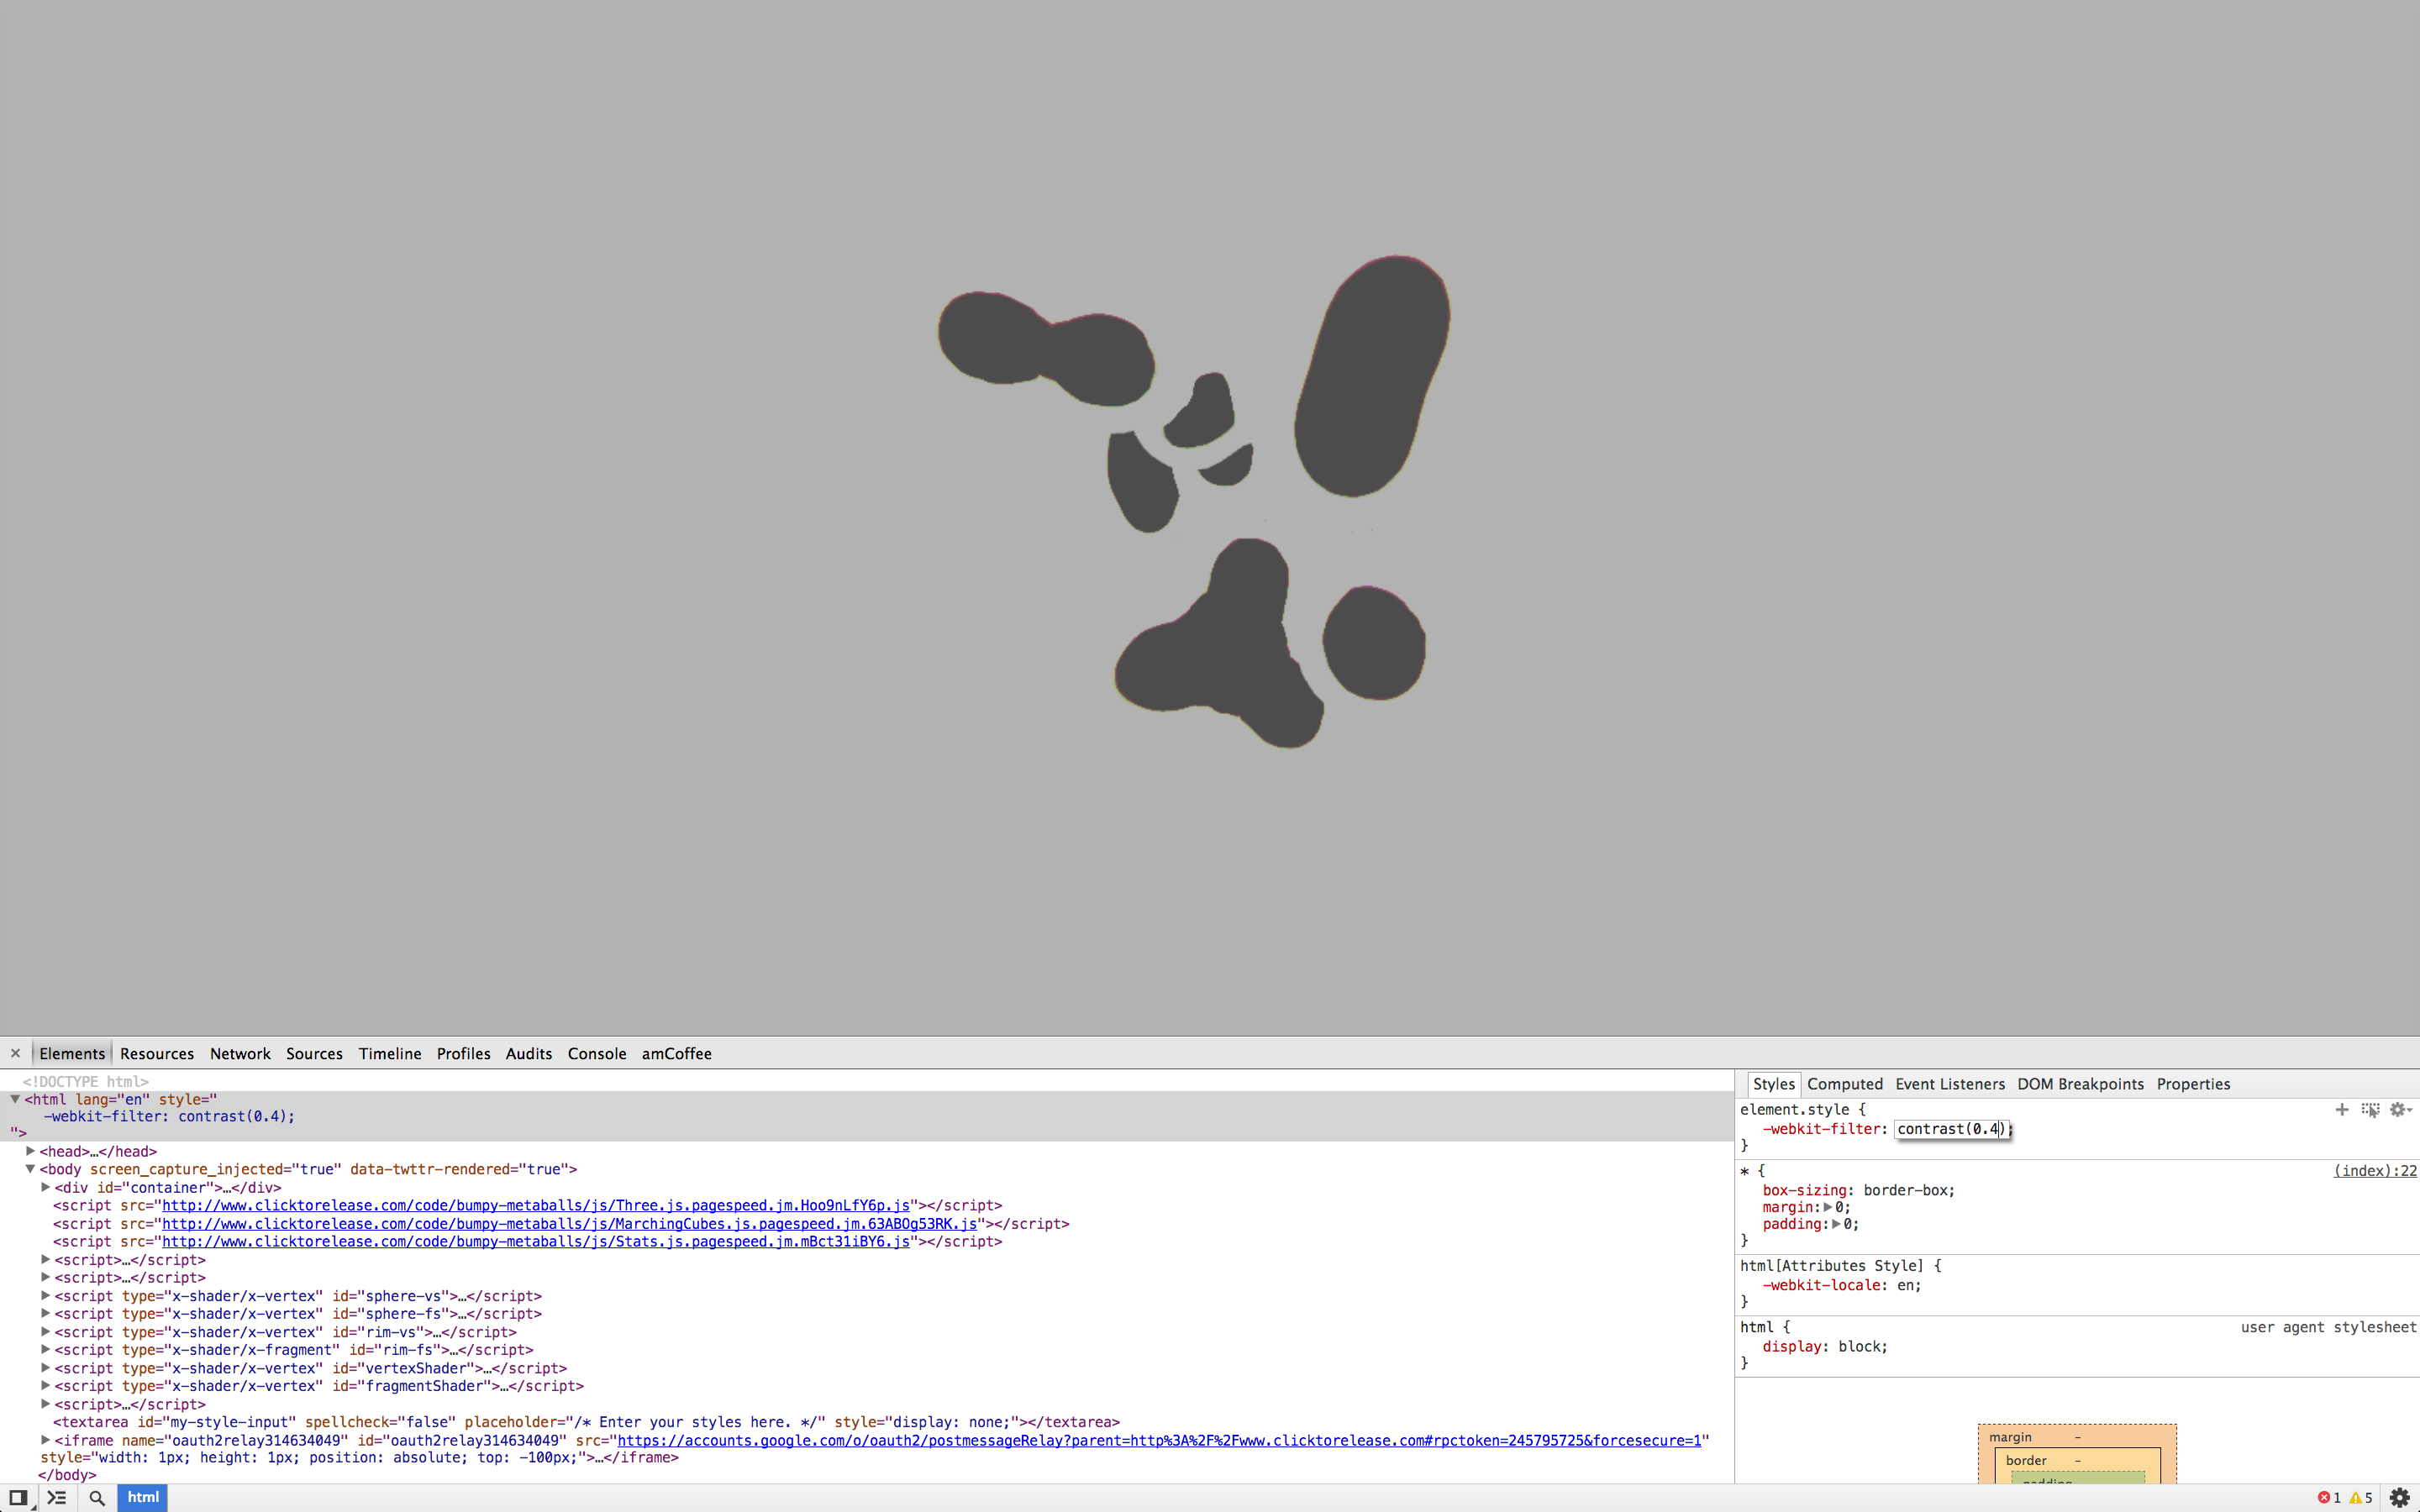 × Elements Resources Network Sources Timeline Profiles Audits Console amCoffee
<!DOCTYPE html>
▼<html lang="en" style="
-webkit-filter: contrast(0.4);
">
▶<head>…</head>
▼<body screen_capture_injected="true" data-twttr-rendered="true">
▶<div id="container">…</div>
<script src="http://www.clicktorelease.com/code/bumpy-metaballs/js/Three.js.pagespeed.jm.Hoo9nLfY6p.js"></script>
<script src="http://www.clicktorelease.com/code/bumpy-metaballs/js/MarchingCubes.js.pagespeed.jm.63ABOg53RK.js"></script>
<script src="http://www.clicktorelease.com/code/bumpy-metaballs/js/Stats.js.pagespeed.jm.mBct31iBY6.js"></script>
▶<script>…</script>
▶<script>…</script>
▶<script type="x-shader/x-vertex" id="sphere-vs">…</script>
▶<script type="x-shader/x-vertex" id="sphere-fs">…</script>
▶<script type="x-shader/x-vertex" id="rim-vs">…</script>
▶<script type="x-shader/x-fragment" id="rim-fs">…</script>
▶<script type="x-shader/x-vertex" id="vertexShader">…</script>
▶<script type="x-shader/x-vertex" id="fragmentShader">…</script>
▶<script>…</script>
<textarea id="my-style-input" spellcheck="false" placeholder="/* Enter your styles here. */" style="display: none;"></textarea>
▶<iframe name="oauth2relay314634049" id="oauth2relay314634049" src="https://accounts.google.com/o/oauth2/postmessageRelay?parent=http%3A%2F%2Fwww.clicktorelease.com#rpctoken=245795725&forcesecure=1"
style="width: 1px; height: 1px; position: absolute; top: -100px;">…</iframe>
</body>
html
Styles Computed Event Listeners DOM Breakpoints Properties
element.style {
-webkit-filter: contrast(0.4);
}
* { (index):22
box-sizing: border-box;
margin:▶0;
padding:▶0;
}
html[Attributes Style] {
-webkit-locale: en;
}
html { user agent stylesheet
display: block;
}
margin –
border –
padding
1 5